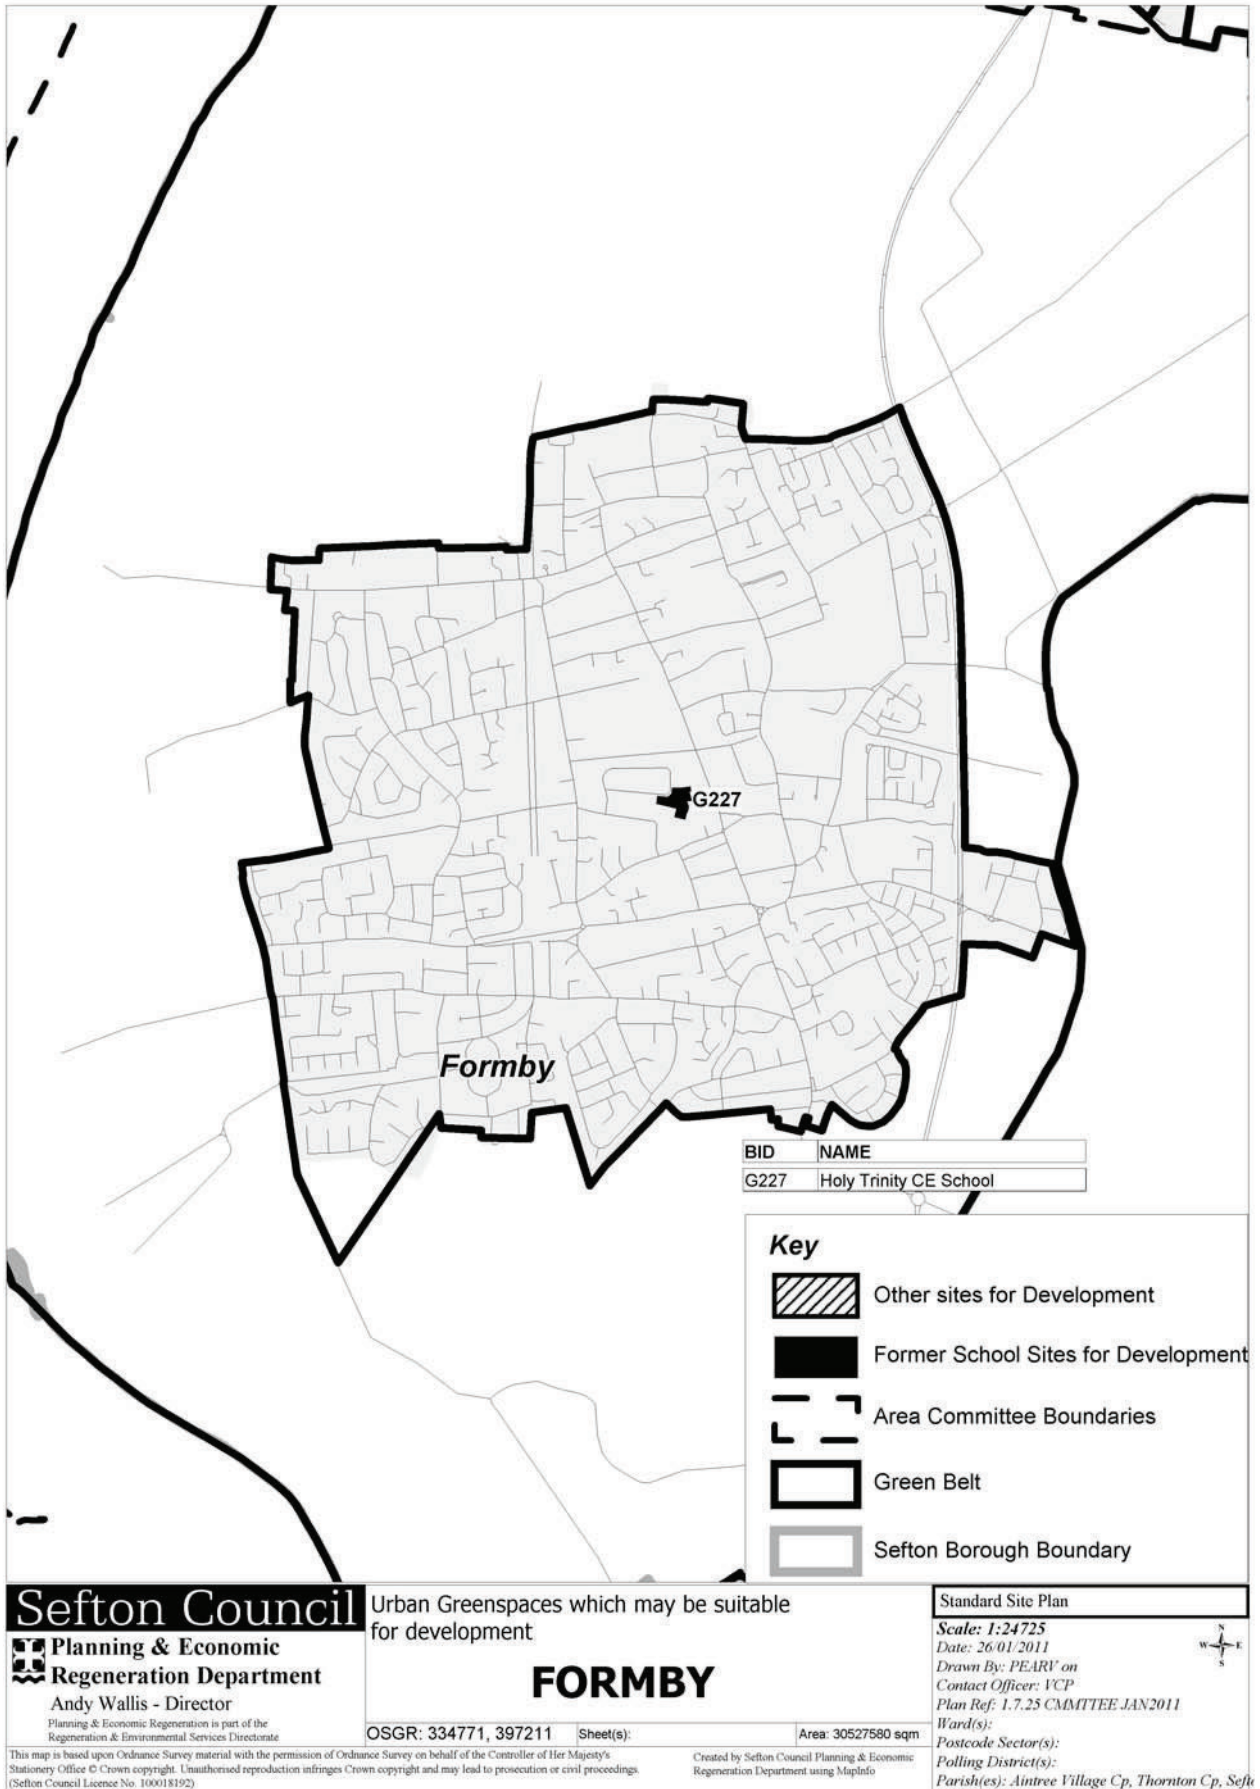 G227
Formby
BID NAME
G227 Holy Trinity CE School
Key
Other sites for Development
Former School Sites for Development
Area Committee Boundaries
Green Belt
Sefton Borough Boundary
Sefton Council
Planning & Economic
Regeneration Department
Andy Wallis - Director
Planning & Economic Regeneration is part of the
Regeneration & Environmental Services Directorate
Urban Greenspaces which may be suitable
for development
FORMBY
OSGR: 334771, 397211 Sheet(s): Area: 30527580 sqm
Standard Site Plan
Scale: 1:24725
Date: 26/01/2011
Drawn By: PEARV on
Contact Officer: VCP
Plan Ref: 1.7.25 CMMTTEE JAN2011
Ward(s):
Postcode Sector(s):
Polling District(s):
Parish(es): Aintree Village Cp, Thornton Cp, Seft
N
W E
S
This map is based upon Ordnance Survey material with the permission of Ordnance Survey on behalf of the Controller of Her Majesty's
Stationery Office © Crown copyright. Unauthorised reproduction infringes Crown copyright and may lead to prosecution or civil proceedings.
(Sefton Council Licence No. 100018192)
Created by Sefton Council Planning & Economic
Regeneration Department using MapInfo